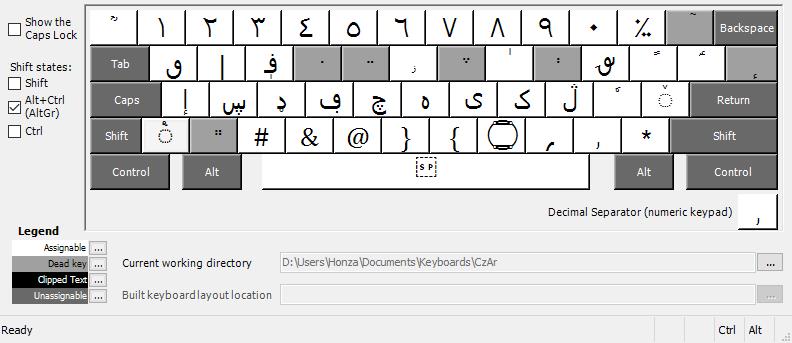 Show the
Caps Lock
Shift states:
Shift
Alt+Ctrl
(AltGr)
Ctrl
١ ٢ ٣ ٤ ٥ ٦ ٧ ٨ ٩ ٪ Backspace
Tab
Caps إ ڿ ه ی ک ڵ Return
Shift # & @ } { * Shift
Control Alt SP Alt Control
Decimal Separator (numeric keypad)
Legend
Assignable ...
Dead key ...
Clipped Text ...
Unassignable ...
Current working directory D:\Users\Honza\Documents\Keyboards\CzAr ...
Built keyboard layout location ...
Ready Ctrl Alt